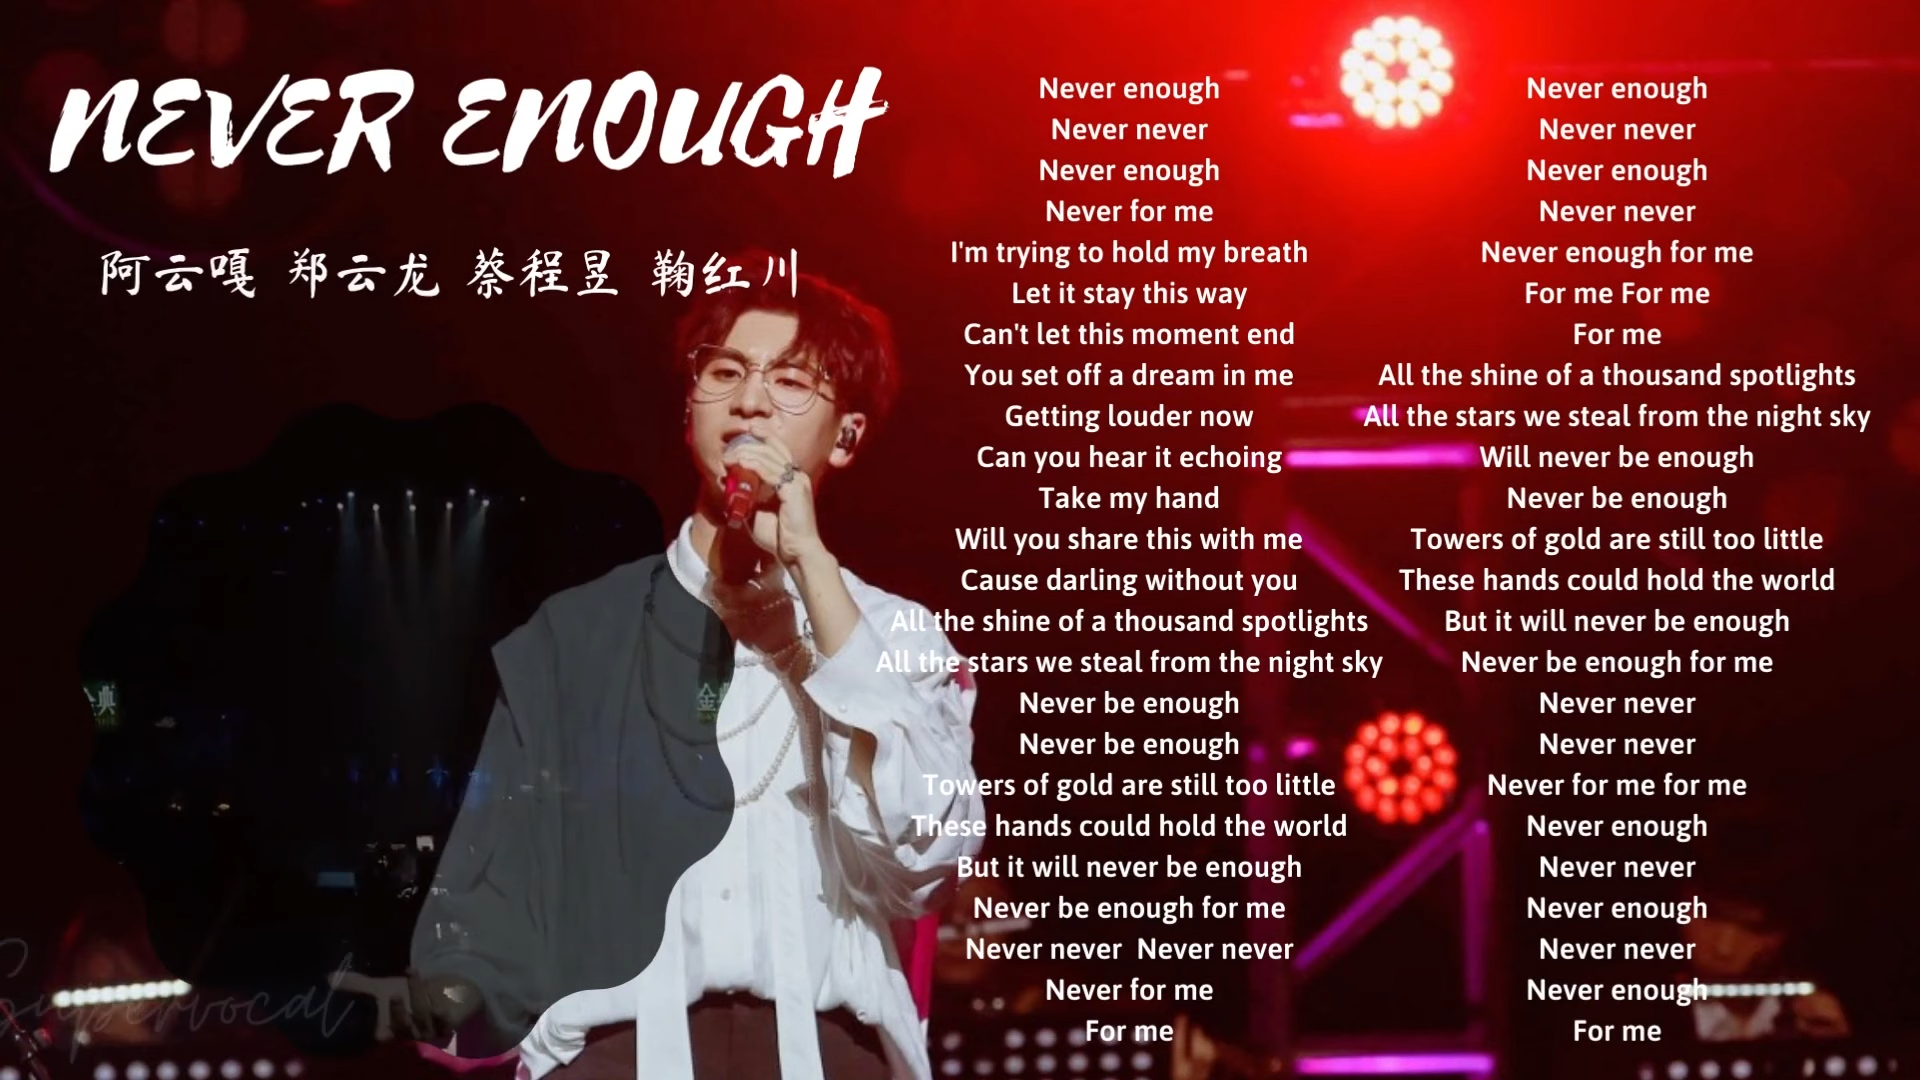 NEVER ENOUGH
阿云嘎 郑云龙 蔡程昱 鞠红川
Never enough
Never never
Never enough
Never for me
I'm trying to hold my breath
Let it stay this way
Can't let this moment end
You set off a dream in me
Getting louder now
Can you hear it echoing
Take my hand
Will you share this with me
Cause darling without you
All the shine of a thousand spotlights
All the stars we steal from the night sky
Never be enough
Never be enough
Towers of gold are still too little
These hands could hold the world
But it will never be enough
Never be enough for me
Never never  Never never
Never for me
For me
Never enough
Never never
Never enough
Never never
Never enough for me
For me For me
For me
All the shine of a thousand spotlights
All the stars we steal from the night sky
Will never be enough
Never be enough
Towers of gold are still too little
These hands could hold the world
But it will never be enough
Never be enough for me
Never never
Never never
Never for me for me
Never enough
Never never
Never enough
Never never
Never enough
For me
Supervocal